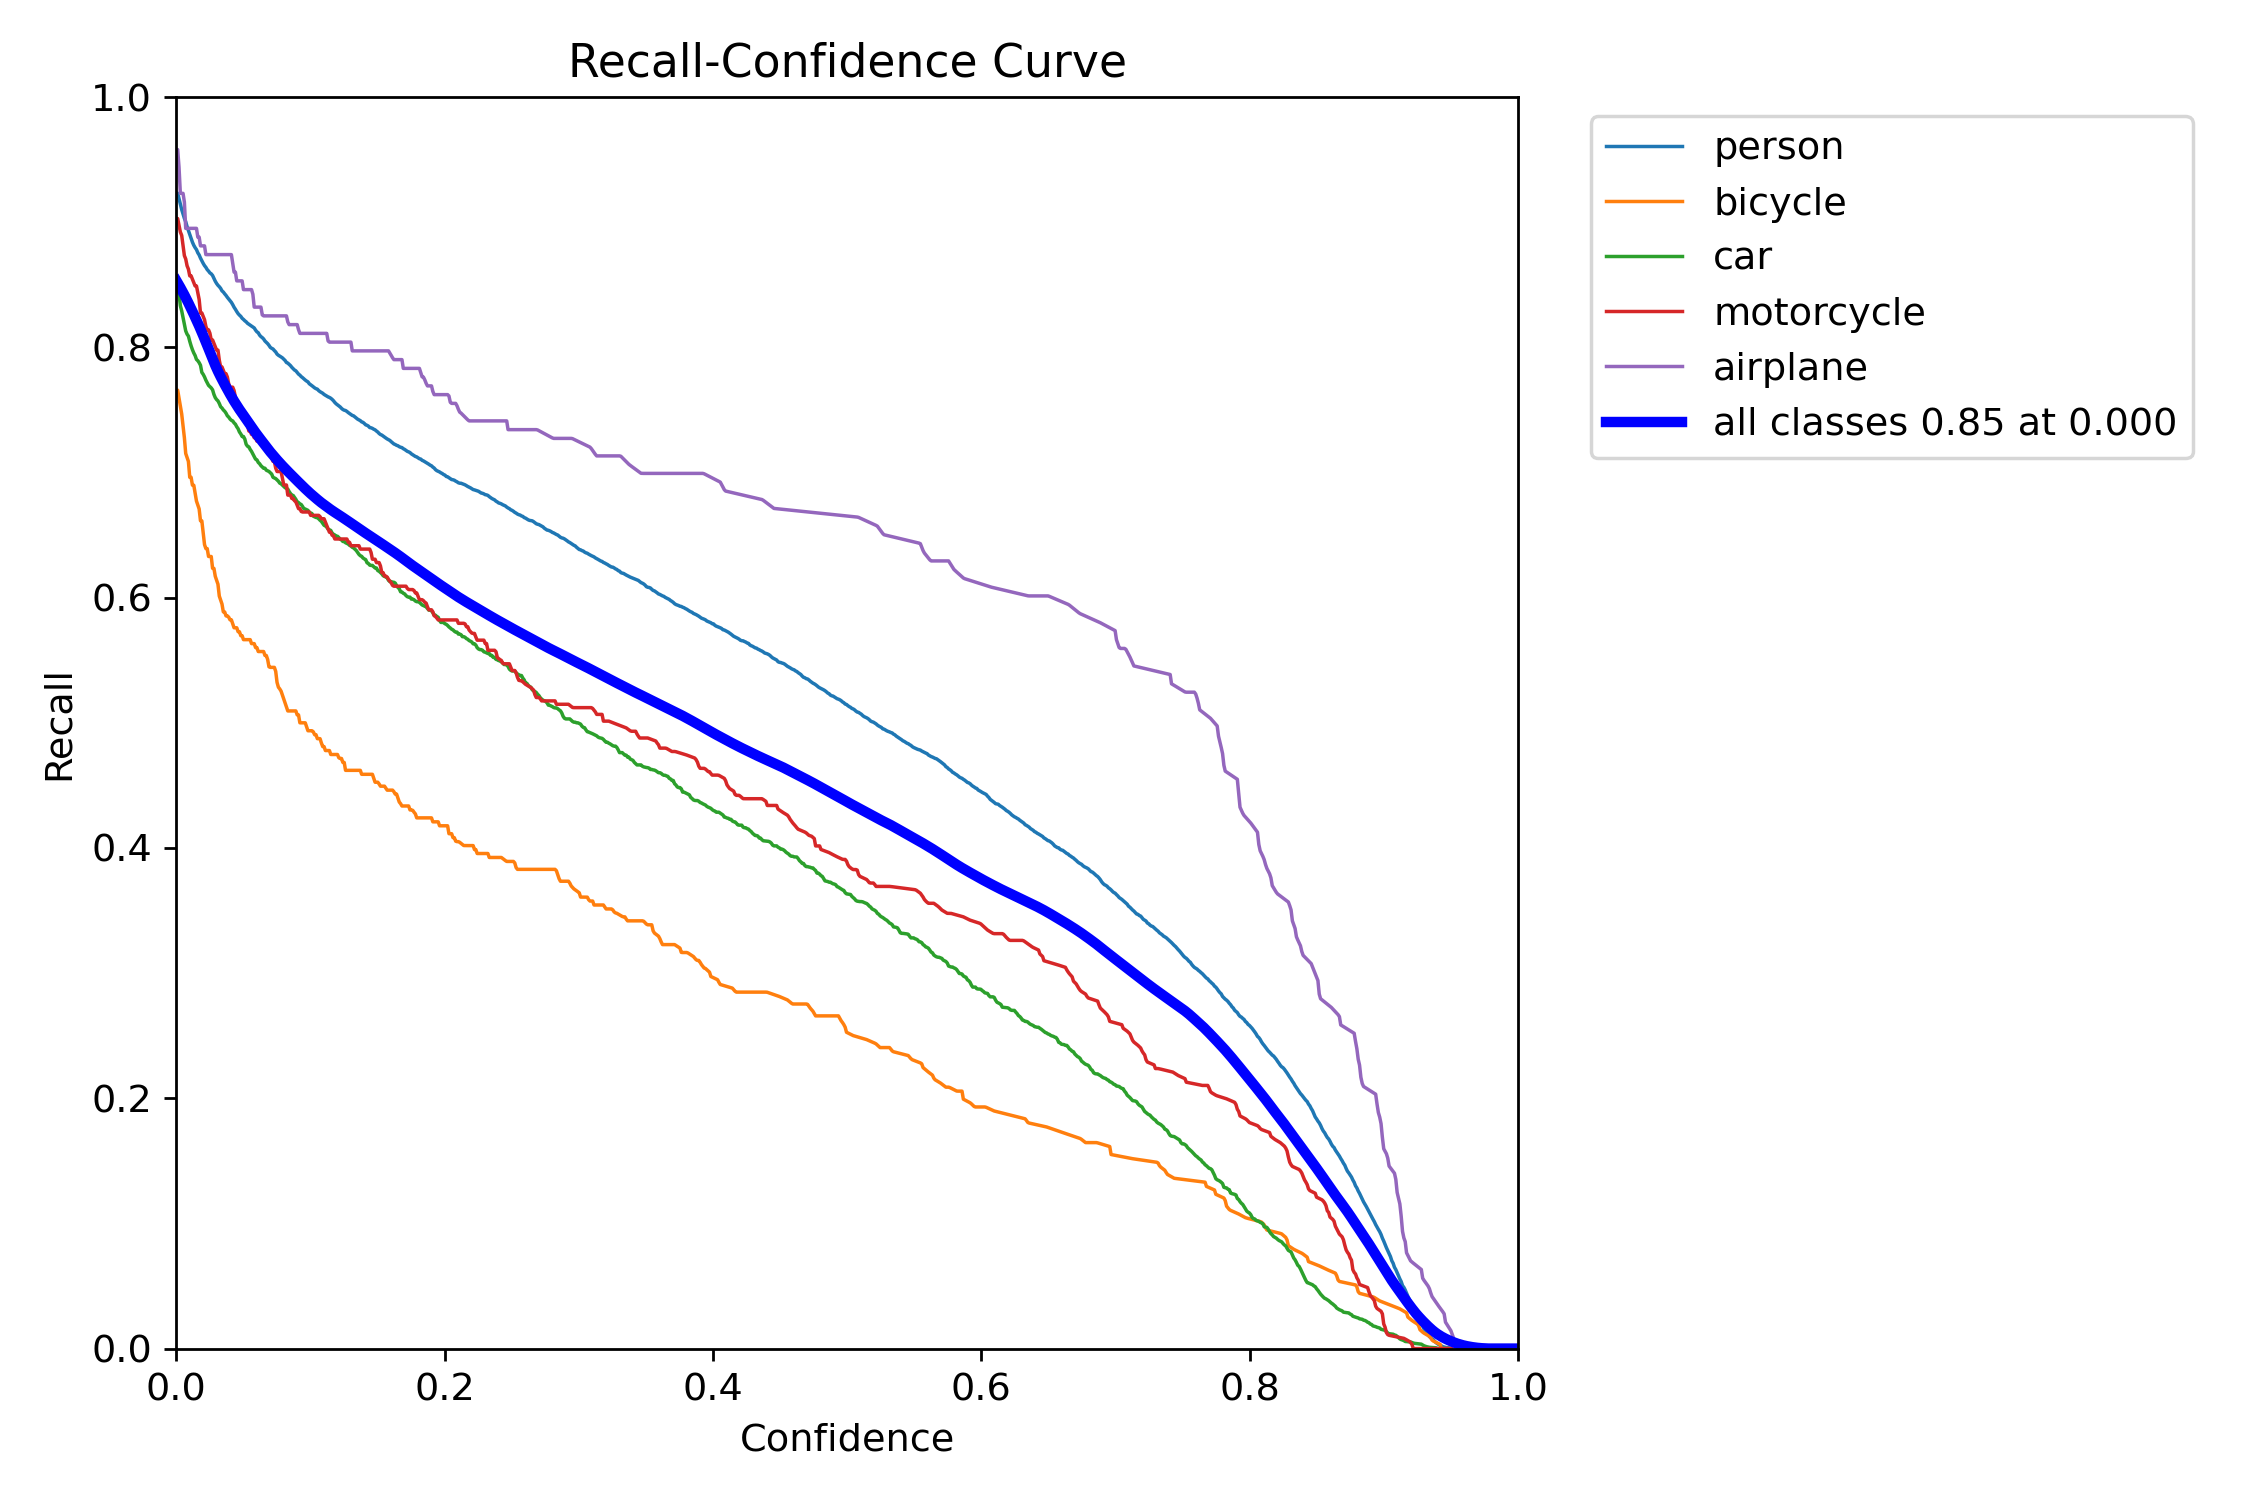 Recall-Confidence Curve
1.0
0.8
0.6
0.4
0.2
0.0
Recall
0.0 0.2 0.4 0.6 0.8 1.0
Confidence
person
bicycle
car
motorcycle
airplane
all classes 0.85 at 0.000